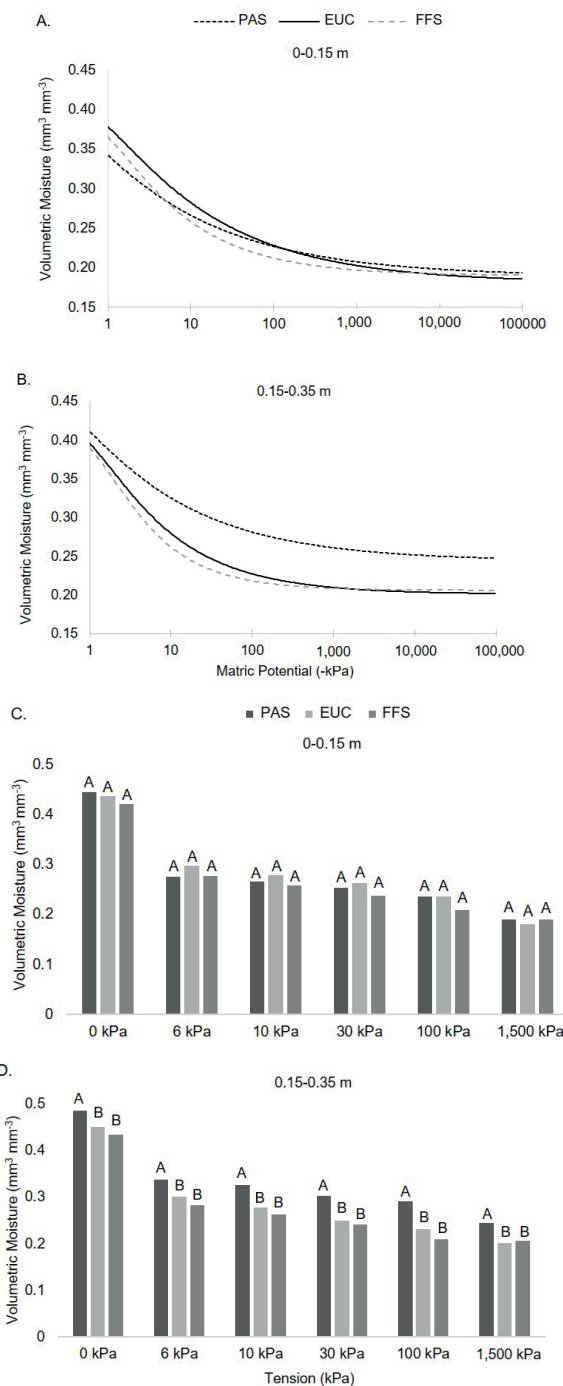 A.
PAS EUC FFS
0-0.15 m
Volumetric Moisture (mm³ mm⁻³)
0.45
0.40
0.35
0.30
0.25
0.20
0.15
1 10 100 1,000 10,000 100000
B.
0.15-0.35 m
Volumetric Moisture (mm³ mm⁻³)
0.45
0.40
0.35
0.30
0.25
0.20
0.15
1 10 100 1,000 10,000 100,000
Matric Potential (-kPa)
C.
PAS EUC FFS
0-0.15 m
Volumetric Moisture (mm³ mm⁻³)
0.5
0.4
0.3
0.2
0.1
0
A A A
A A A
A A A
A A A
A A A
A A A
0 kPa 6 kPa 10 kPa 30 kPa 100 kPa 1,500 kPa
D.
0.15-0.35 m
Volumetric Moisture (mm³ mm⁻³)
0.5
0.4
0.3
0.2
0.1
0
A B B
A B B
A B B
A B B
A B B
A B B
0 kPa 6 kPa 10 kPa 30 kPa 100 kPa 1,500 kPa
Tension (kPa)